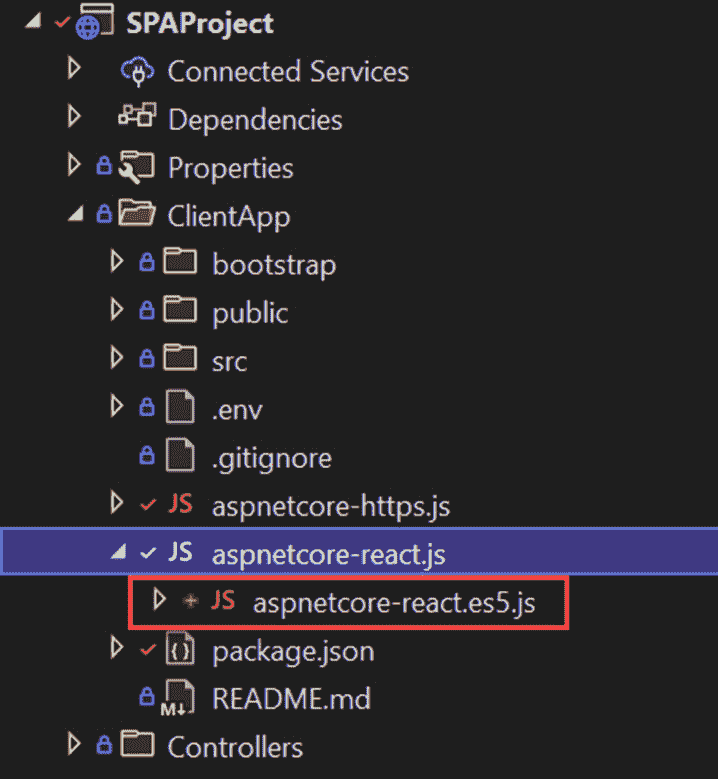 SPAProject
Connected Services
Dependencies
Properties
ClientApp
bootstrap
public
src
.env
.gitignore
JS aspnetcore-https.js
JS aspnetcore-react.js
JS aspnetcore-react.es5.js
package.json
M↓ README.md
Controllers